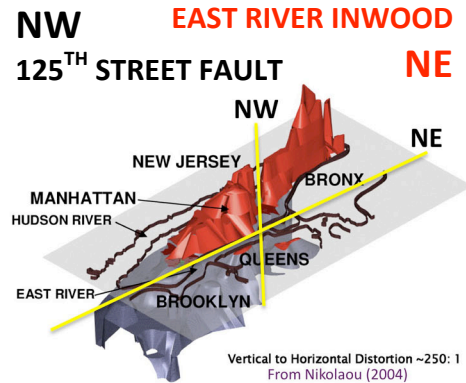 NW
EAST RIVER INWOOD
125TH STREET FAULT
NE
NW
NE
NEW JERSEY
BRONX
MANHATTAN
HUDSON RIVER
QUEENS
EAST RIVER
BROOKLYN
Vertical to Horizontal Distortion ~250: 1
From Nikolaou (2004)